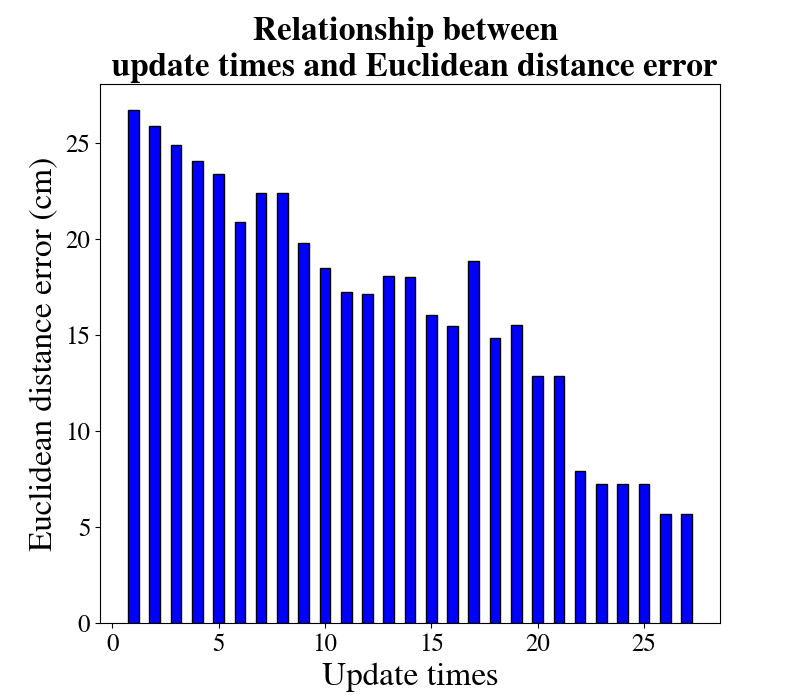 Relationship between
update times and Euclidean distance error
Euclidean distance error (cm)
25
20
15
10
5
0
0 5 10 15 20 25
Update times